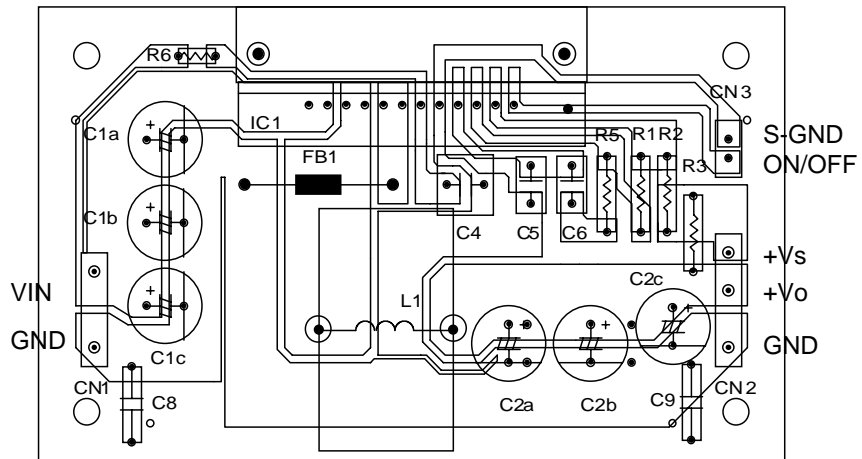 R6
CN3
C1a
IC1
S-GND
R5
R1
R2
FB1
ON/OFF
R3
C1b
C4
C5
C6
+Vs
C2c
VIN
L1
+Vo
GND
C1c
GND
CN1
C8
C2a
C2b
C9
CN2